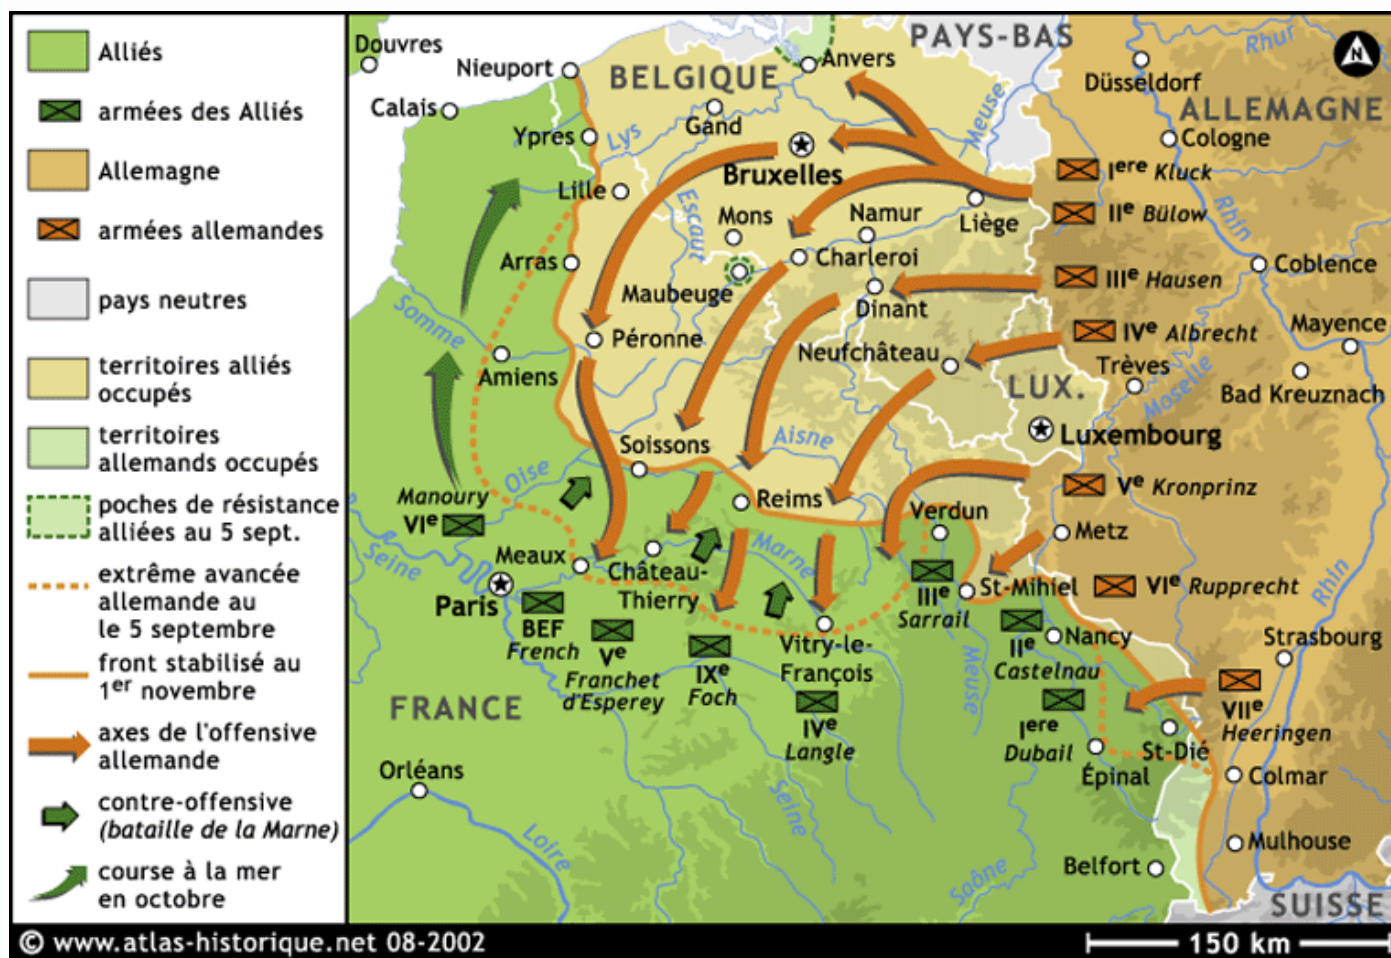 Alliés
armées des Alliés
Allemagne
armées allemandes
pays neutres
territoires alliés
occupés
territoires
allemands occupés
poches de résistance
alliées au 5 sept.
extrême avancée
allemande au
le 5 septembre
front stabilisé au
1er novembre
axes de l'offensive
allemande
contre-offensive
(bataille de la Marne)
course à la mer
en octobre
Douvres
Nieuport
Calais
Ypres
Lille
Lys
BELGIQUE
Anvers
PAYS-BAS
Gand
Bruxelles
Meuse
Rhur
N
Düsseldorf
ALLEMAGNE
Cologne
Iere Kluck
IIe Bülow
Rhin
Liège
Namur
Mons
Escaut
Charleroi
Maubeuge
Dinant
IIIe Hausen
Coblence
Arras
Somme
Péronne
Amiens
Neufchâteau
IVe Albrecht
Trèves
Mayence
Moselle
Bad Kreuznach
LUX.
Luxembourg
Soissons
Aisne
Oise
Reims
Manoury
VIe
Verdun
Ve Kronprinz
Metz
Seine
Meaux
Paris
Château-
Thierry
Marne
BEF
French
Ve
Franchet
d'Esperey
IXe
Foch
Vitry-le-
François
IVe
Langle
IIIe
Sarrail
St-Mihiel
VIe Rupprecht
IIe
Castelnau
Nancy
Meuse
Iere
Dubail
Épinal
St-Dié
VIIe
Heeringen
Strasbourg
Rhin
Colmar
Mulhouse
Belfort
SUISSE
FRANCE
Orléans
Loire
Seine
Saône
© www.atlas-historique.net 08-2002
150 km